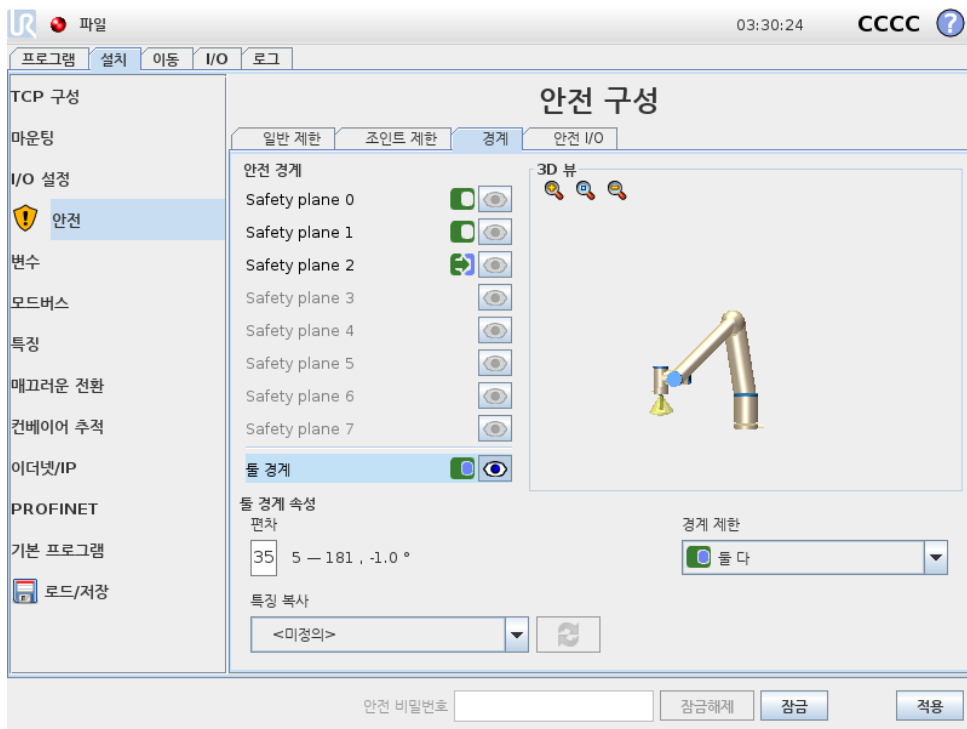 UR 파일 03:30:24 CCCC ?
프로그램 설치 이동 I/O 로그
TCP 구성
마운팅
I/O 설정
안전
변수
모드버스
특징
매끄러운 전환
컨베이어 추적
이더넷/IP
PROFINET
기본 프로그램
로드/저장
안전 구성
일반 제한 조인트 제한 경계 안전 I/O
안전 경계
Safety plane 0
Safety plane 1
Safety plane 2
Safety plane 3
Safety plane 4
Safety plane 5
Safety plane 6
Safety plane 7
툴 경계
3D 뷰
툴 경계 속성
편차
35 5 — 181 , -1.0 °
경계 제한
둘 다
특징 복사
<미정의>
안전 비밀번호 잠금해제 잠금 적용